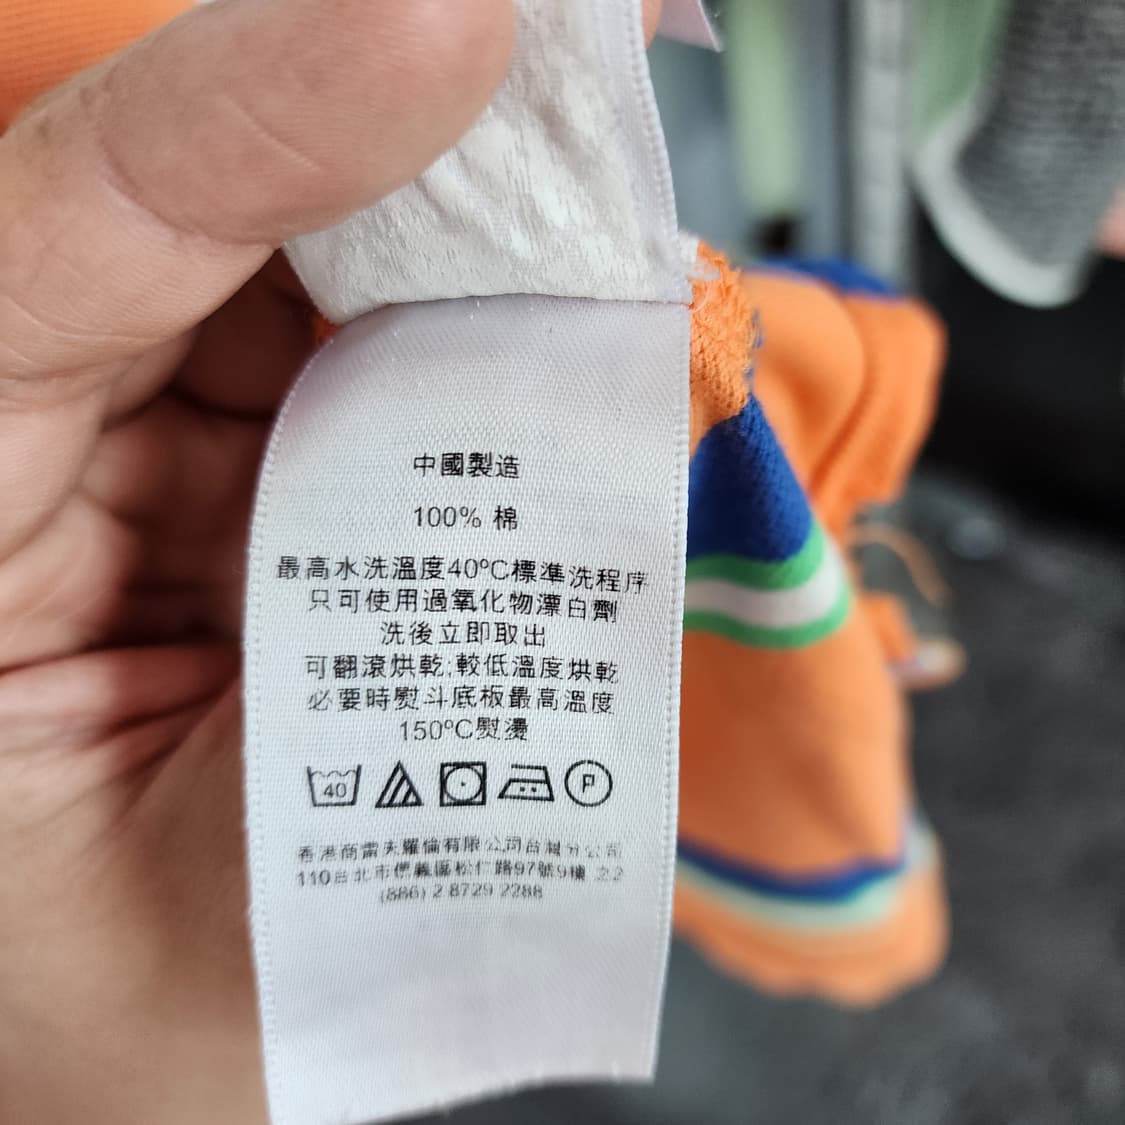 中國製造
100% 棉
最高水洗溫度40ºC標準洗程序
只可使用過氧化物漂白劑
洗後立即取出
可翻滾烘乾;較低溫度烘乾
必要時熨斗底板最高溫度
150ºC熨燙
40 P
香港商雷夫羅倫有限公司台灣分公司
110台北市信義區松仁路97號9樓 之2
(886) 2 8729 2288